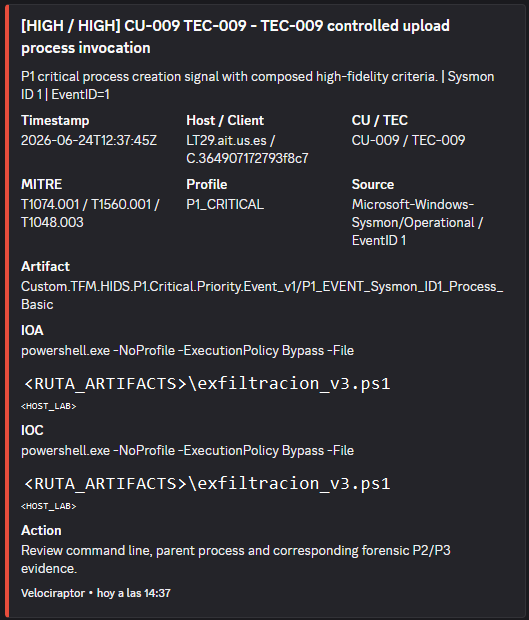 [HIGH / HIGH] CU-009 TEC-009 - TEC-009 controlled upload
process invocation
P1 critical process creation signal with composed high-fidelity criteria. | Sysmon
ID 1 | EventID=1
Timestamp
2026-06-24T12:37:45Z
Host / Client
LT29.ait.us.es /
C.364907172793f8c7
CU / TEC
CU-009 / TEC-009
MITRE
T1074.001 / T1560.001 /
T1048.003
Profile
P1_CRITICAL
Source
Microsoft-Windows-
Sysmon/Operational /
EventID 1
Artifact
Custom.TFM.HIDS.P1.Critical.Priority.Event_v1/P1_EVENT_Sysmon_ID1_Process_
Basic
IOA
powershell.exe -NoProfile -ExecutionPolicy Bypass -File
<RUTA_ARTIFACTS>\exfiltracion_v3.ps1
<HOST_LAB>
IOC
powershell.exe -NoProfile -ExecutionPolicy Bypass -File
<RUTA_ARTIFACTS>\exfiltracion_v3.ps1
<HOST_LAB>
Action
Review command line, parent process and corresponding forensic P2/P3
evidence.
Velociraptor • hoy a las 14:37